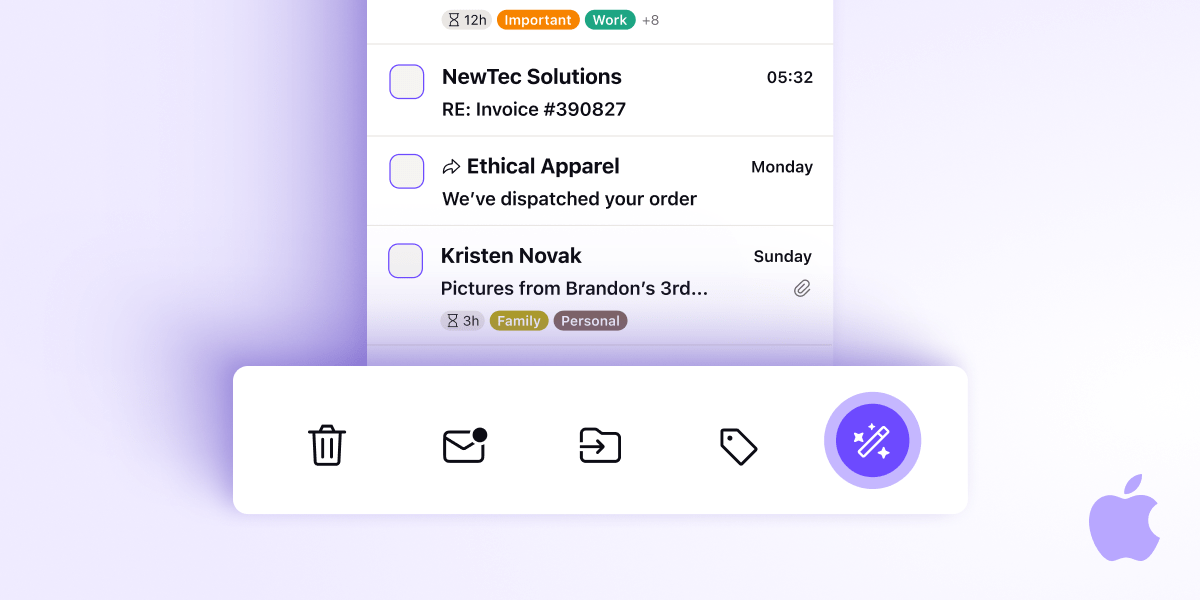 12h Important Work +8
NewTec Solutions 05:32
RE: Invoice #390827
Ethical Apparel Monday
We’ve dispatched your order
Kristen Novak Sunday
Pictures from Brandon’s 3rd...
3h Family Personal